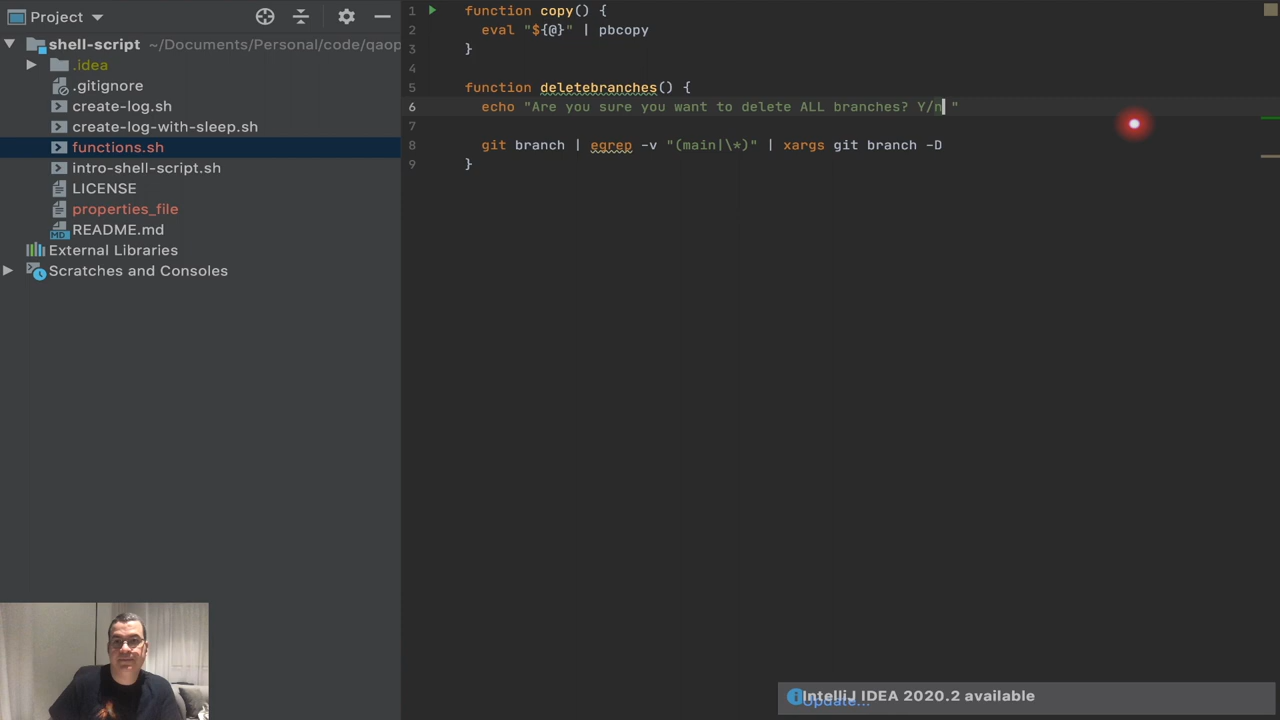 Project
shell-script ~/Documents/Personal/code/qaop
.idea
.gitignore
create-log.sh
create-log-with-sleep.sh
functions.sh
intro-shell-script.sh
LICENSE
properties_file
MD README.md
External Libraries
Scratches and Consoles
1 function copy() {
2 eval "${@}" | pbcopy
3 }
4
5 function deletebranches() {
6 echo "Are you sure you want to delete ALL branches? Y/n "
7
8 git branch | egrep -v "(main|\*)" | xargs git branch -D
9 }
IntelliJ IDEA 2020.2 available
Update...